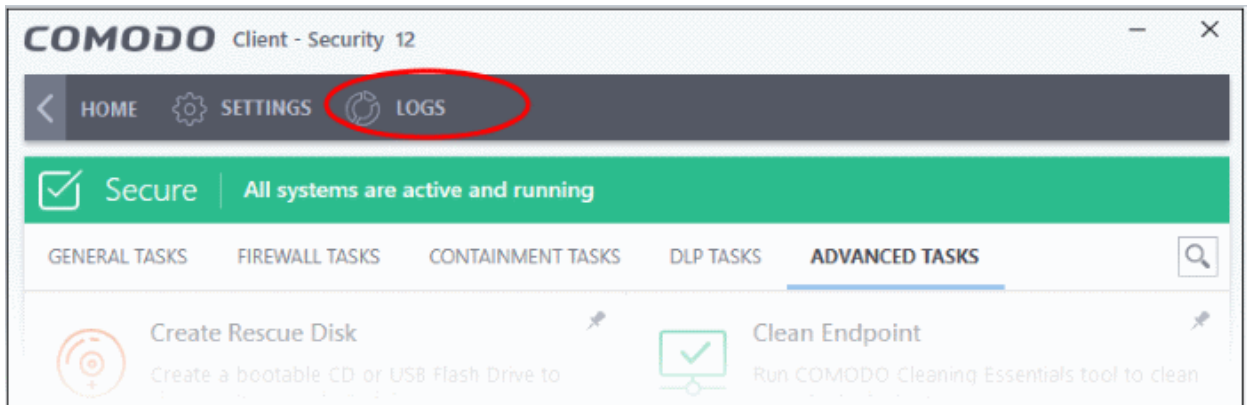 COMODO Client - Security 12
HOME SETTINGS LOGS
Secure All systems are active and running
GENERAL TASKS FIREWALL TASKS CONTAINMENT TASKS DLP TASKS ADVANCED TASKS
Create Rescue Disk Clean Endpoint
Create a bootable CD or USB Flash Drive to Run COMODO Cleaning Essentials tool to clean